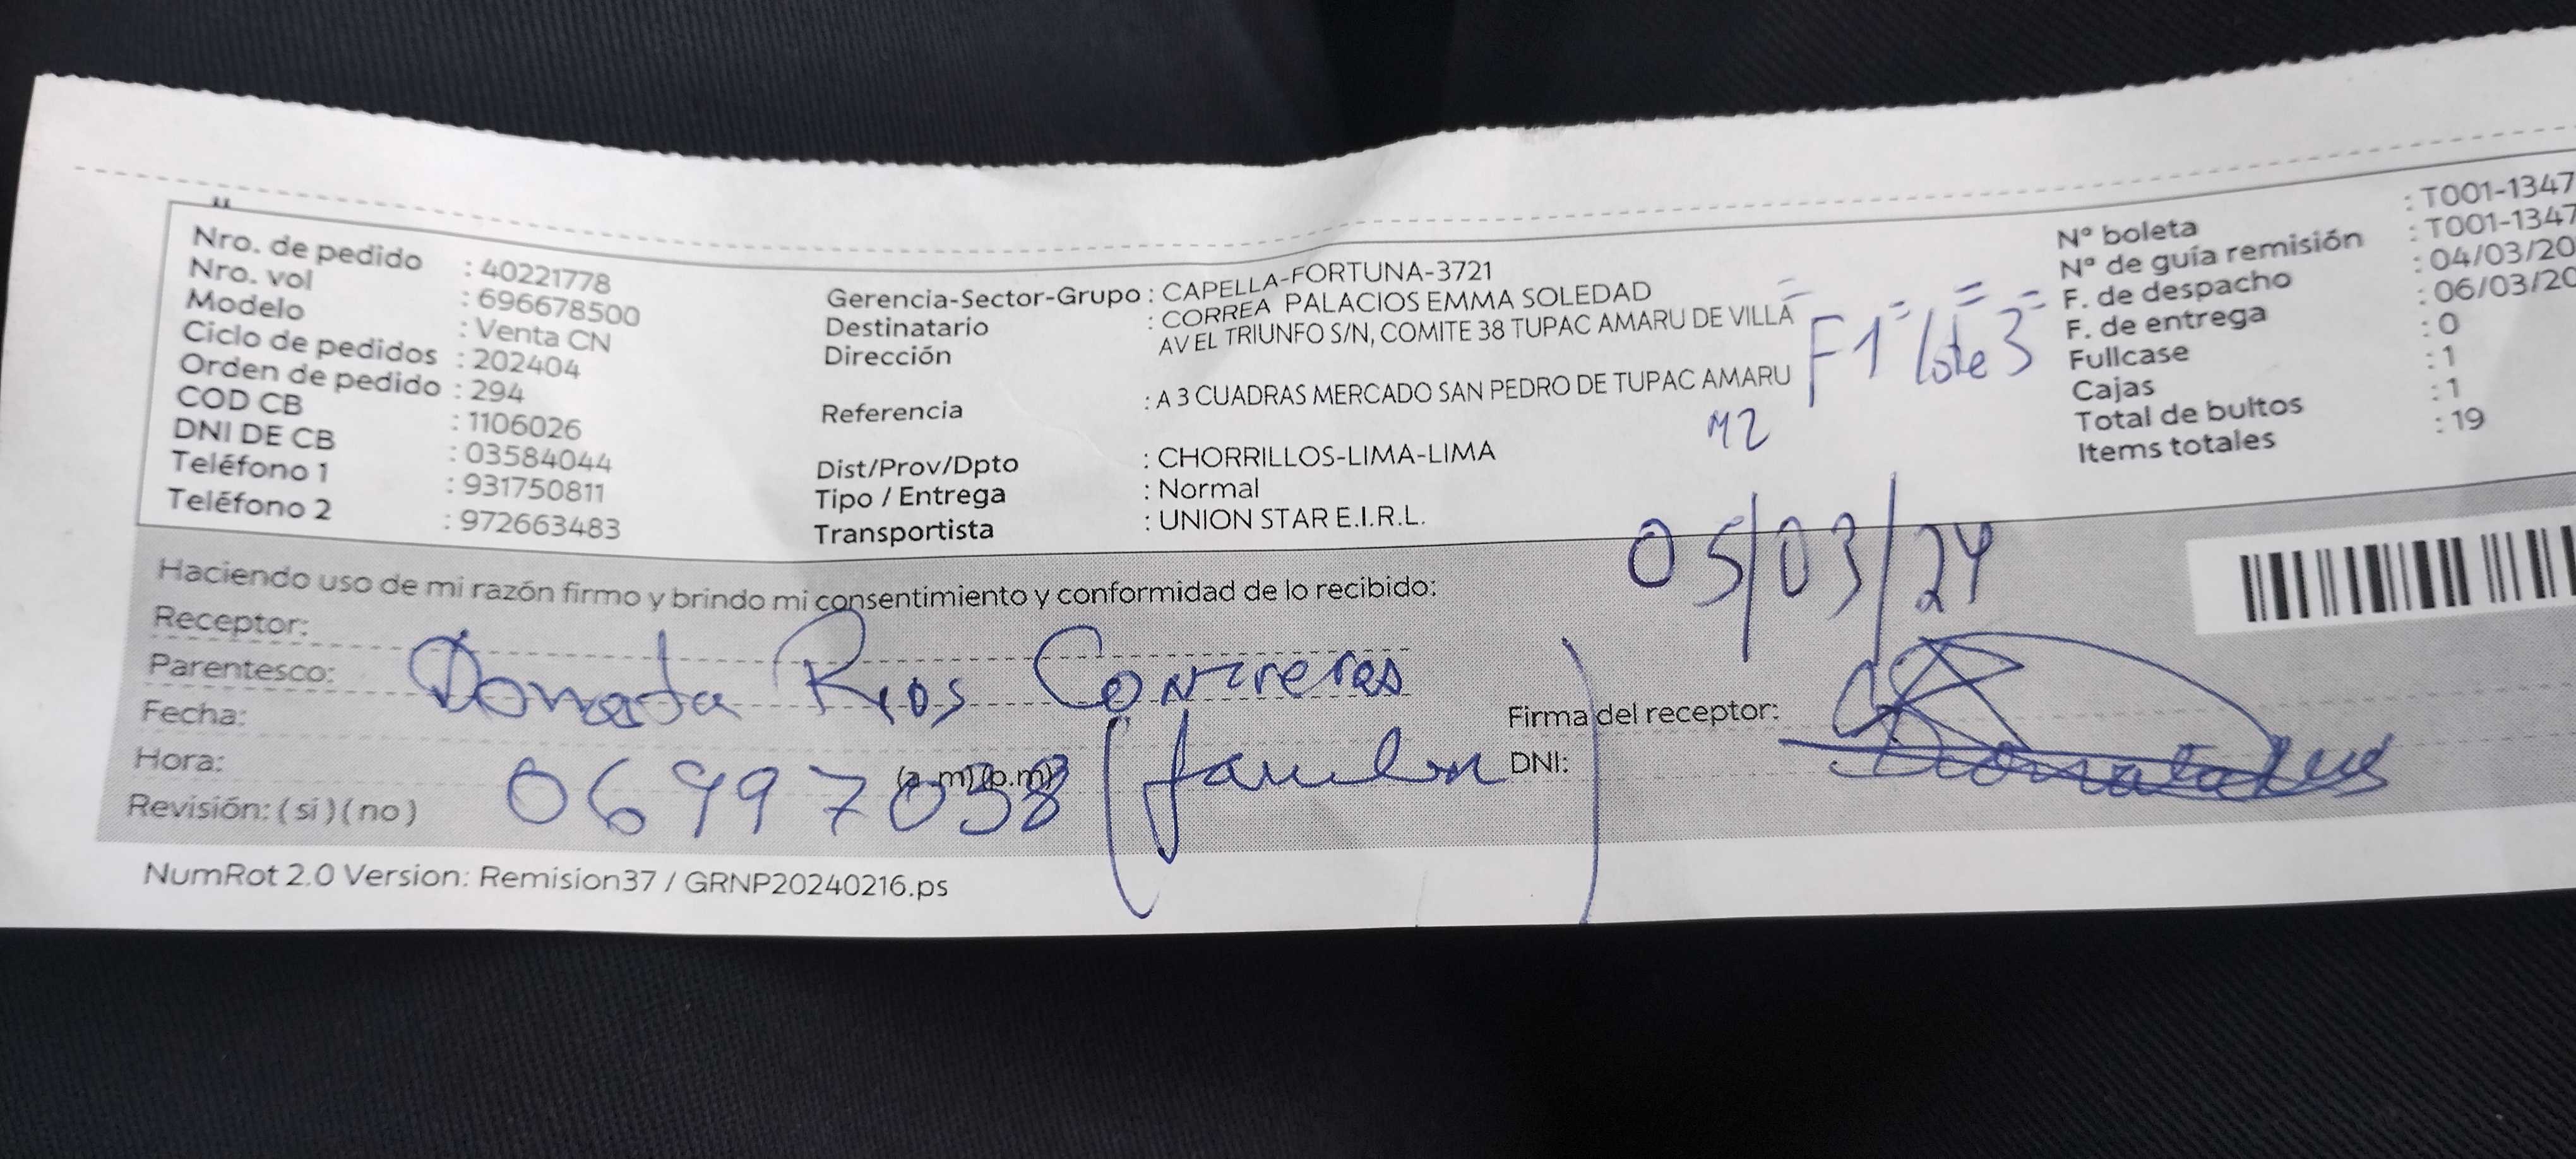 Nro. de pedido : 40221778
Nro. vol : 696678500
Modelo : Venta CN
Ciclo de pedidos : 202404
Orden de pedido : 294
COD CB : 1106026
DNI DE CB : 03584044
Teléfono 1 : 931750811
Teléfono 2 : 972663483
Gerencia-Sector-Grupo : CAPELLA-FORTUNA-3721
Destinatario : CORREA PALACIOS EMMA SOLEDAD
Dirección AV EL TRIUNFO S/N, COMITE 38 TUPAC AMARU DE VILLA
F1 lote 3
Referencia : A 3 CUADRAS MERCADO SAN PEDRO DE TUPAC AMARU
M2
Dist/Prov/Dpto : CHORRILLOS-LIMA-LIMA
Tipo / Entrega : Normal
Transportista : UNION STAR E.I.R.L.
N° boleta : T001-1347
N° de guía remisión : T001-1347
F. de despacho : 04/03/20
F. de entrega : 06/03/20
Fullcase : 0
Cajas : 1
Total de bultos : 1
Items totales : 19
05/03/24
Haciendo uso de mi razón firmo y brindo mi consentimiento y conformidad de lo recibido:
Receptor:
Parentesco: Donata Rios Contreras
Fecha:
Firma del receptor:
Hora: (a.m)(p.m)
DNI:
Revisión: (si) (no) 06997038
NumRot 2.0 Version: Remision37 / GRNP20240216.ps